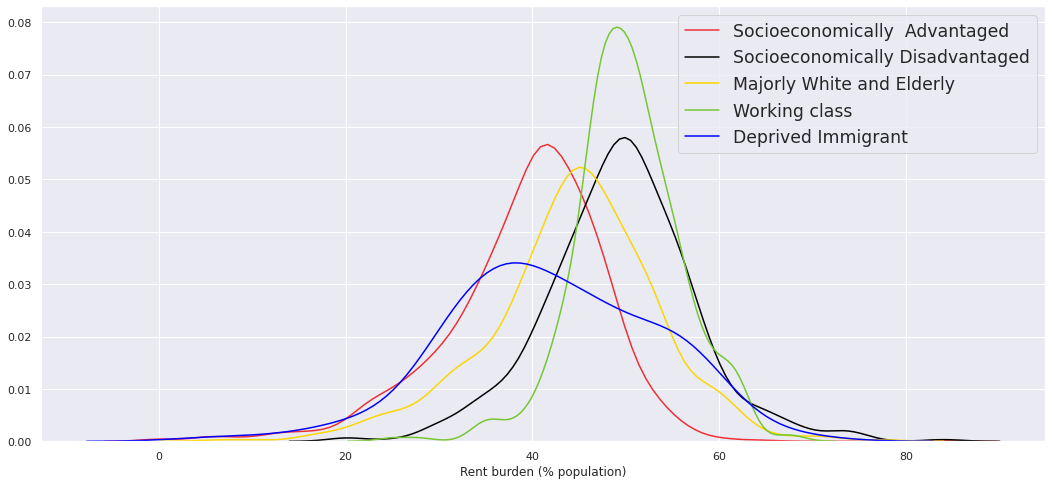 0.08
0.07
0.06
0.05
0.04
0.03
0.02
0.01
0.00
Socioeconomically  Advantaged
Socioeconomically Disadvantaged
Majorly White and Elderly
Working class
Deprived Immigrant
0 20 40 60 80
Rent burden (% population)